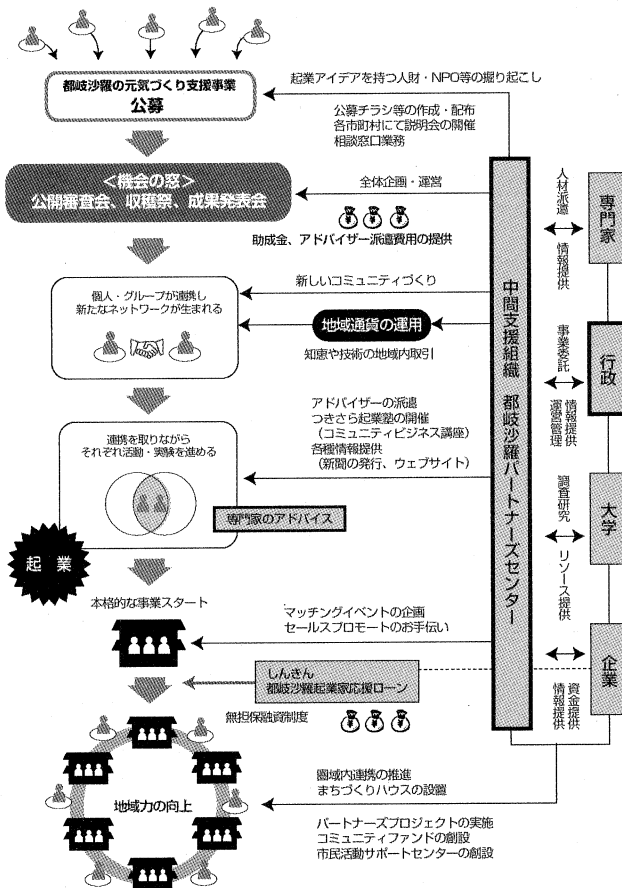 起業アイデアを持つ人財・NPO等の掘り起こし
都岐沙羅の元気づくり支援事業
公募
公募チラシ等の作成・配布
各市町村にて説明会の開催
相談窓口業務
<機会の窓>
公開審査会、収穫祭、成果発表会
全体企画・運営
¥ ¥ ¥
助成金、アドバイザー派遣費用の提供
個人・グループが連携し
新たなネットワークが生まれる
新しいコミュニティづくり
地域通貨の運用
知恵や技術の地域内取引
連携を取りながら
それぞれ活動・実験を進める
専門家のアドバイス
アドバイザーの派遣
つきさら起業塾の開催
(コミュニティビジネス講座)
各種情報提供
(新聞の発行、ウェブサイト)
起業
本格的な事業スタート
マッチングイベントの企画
セールスプロモートのお手伝い
しんきん
都岐沙羅起業家応援ローン
無担保融資制度
¥ ¥ ¥
地域力の向上
圏域内連携の推進
まちづくりハウスの設置
パートナーズプロジェクトの実施
コミュニティファンドの創設
市民活動サポートセンターの創設
中間支援組織 都岐沙羅パートナーズセンター
人材派遣
情報提供
専門家
事業委託
情報提供
運営管理
行政
調査研究
リソース提供
大学
企業
資金提供
情報提供